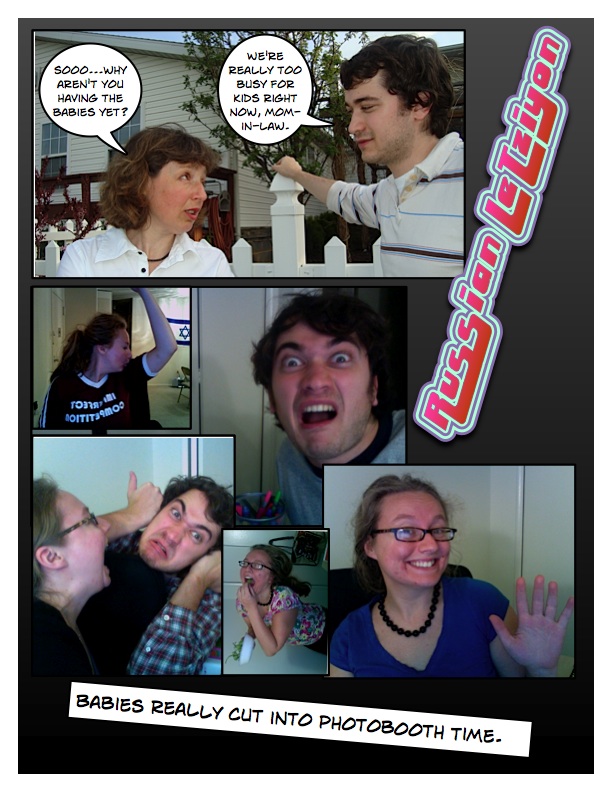 SOOO...WHY
AREN'T YOU
HAVING THE
BABIES YET?
WE'RE
REALLY TOO
BUSY FOR
KIDS RIGHT
NOW, MOM-
IN-LAW.
Russian LeTziyon
COMPETITION
BABIES REALLY CUT INTO PHOTOBOOTH TIME.